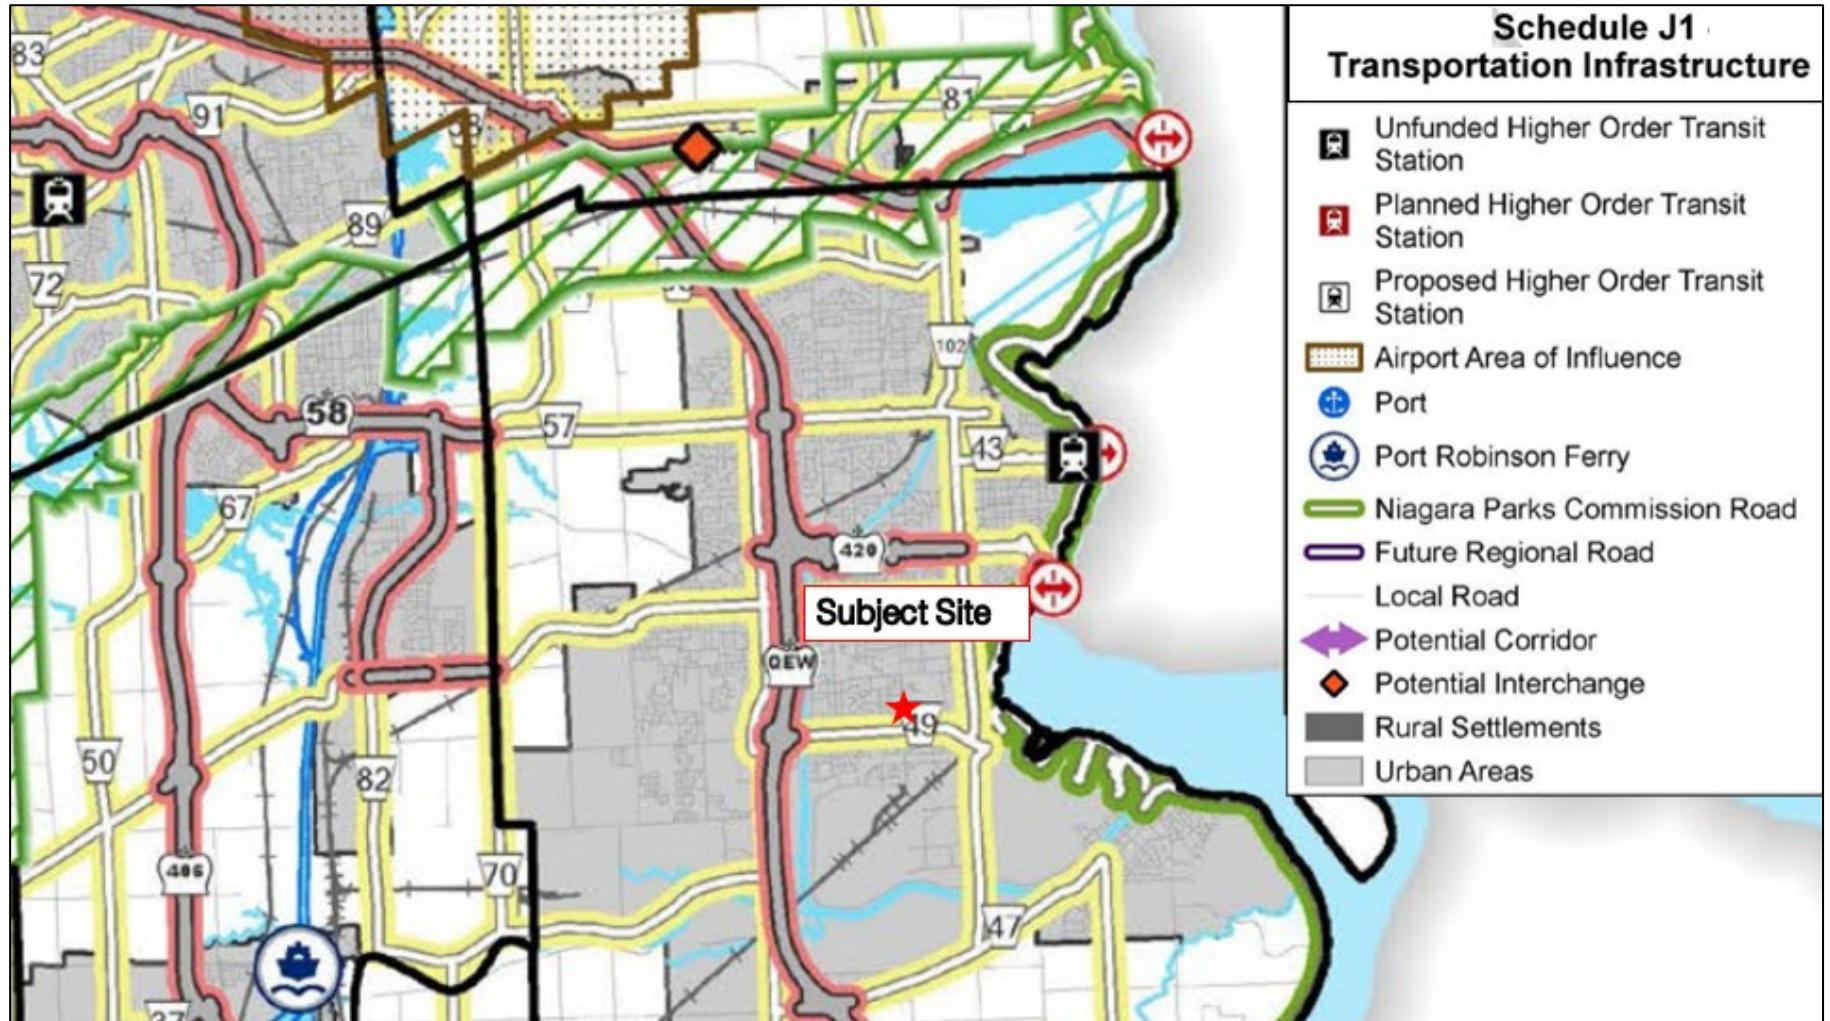 Schedule J1
Transportation Infrastructure
Unfunded Higher Order Transit
Station
Planned Higher Order Transit
Station
Proposed Higher Order Transit
Station
Airport Area of Influence
Port
Port Robinson Ferry
Niagara Parks Commission Road
Future Regional Road
Local Road
Potential Corridor
Potential Interchange
Rural Settlements
Urban Areas
83
91
81
89
72
102
58
57
43
67
420
Subject Site
QEW
49
50
82
406
70
47
37